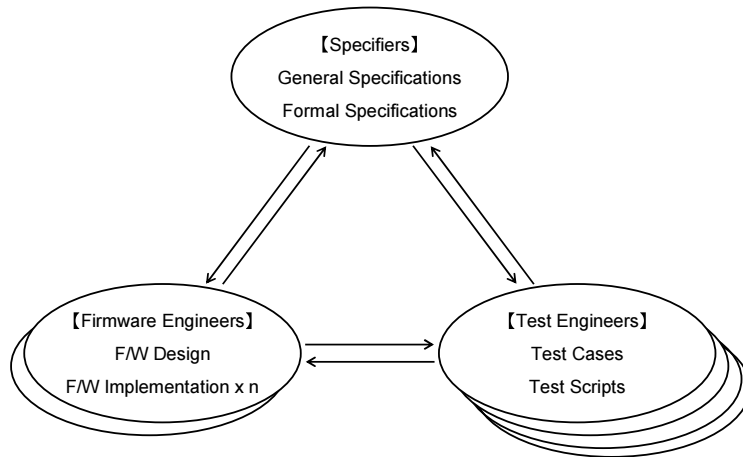 【Specifiers】
General Specifications
Formal Specifications
【Firmware Engineers】
F/W Design
F/W Implementation x n
【Test Engineers】
Test Cases
Test Scripts